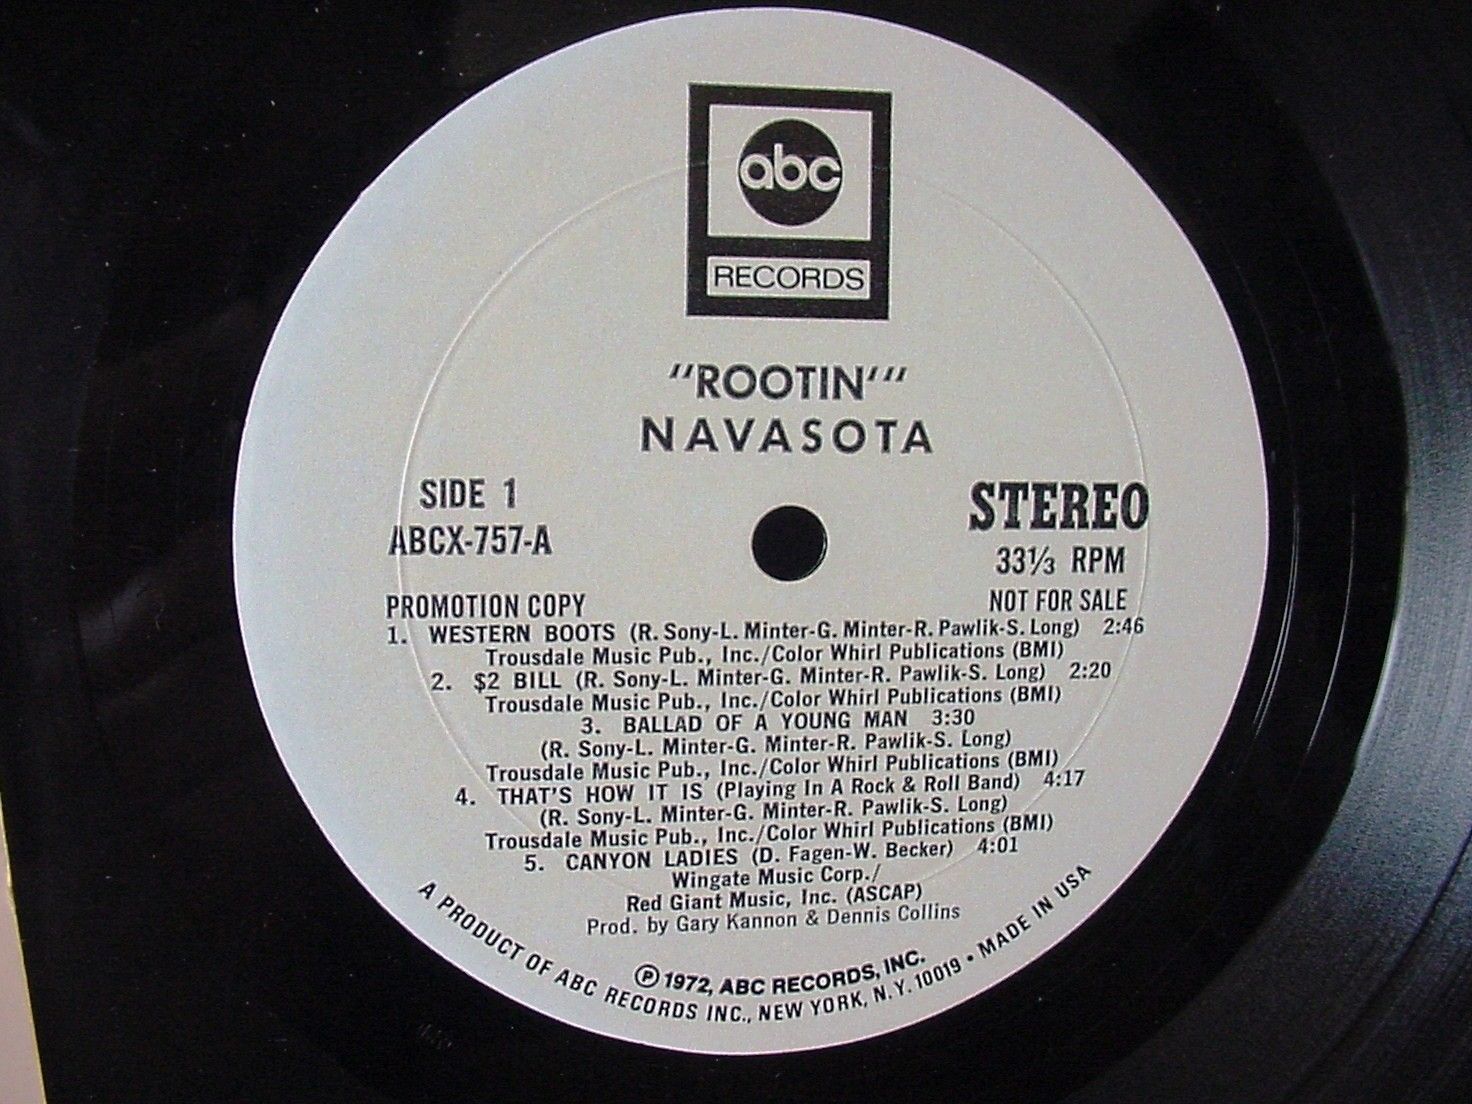 abc
RECORDS
"ROOTIN'"
NAVASOTA
SIDE 1
ABCX-757-A
STEREO
33⅓ RPM
PROMOTION COPY
NOT FOR SALE
1. WESTERN BOOTS (R. Sony-L. Minter-G. Minter-R. Pawlik-S. Long) 2:46
Trousdale Music Pub., Inc./Color Whirl Publications (BMI)
2. $2 BILL (R. Sony-L. Minter-G. Minter-R. Pawlik-S. Long) 2:20
Trousdale Music Pub., Inc./Color Whirl Publications (BMI)
3. BALLAD OF A YOUNG MAN 3:30
(R. Sony-L. Minter-G. Minter-R. Pawlik-S. Long)
Trousdale Music Pub., Inc./Color Whirl Publications (BMI)
4. THAT'S HOW IT IS (Playing In A Rock & Roll Band) 4:17
(R. Sony-L. Minter-G. Minter-R. Pawlik-S. Long)
Trousdale Music Pub., Inc./Color Whirl Publications (BMI)
5. CANYON LADIES (D. Fagen-W. Becker) 4:01
Wingate Music Corp./
Red Giant Music, Inc. (ASCAP)
Prod. by Gary Kannon & Dennis Collins
℗ 1972, ABC RECORDS, INC.
A PRODUCT OF ABC RECORDS INC., NEW YORK, N.Y. 10019 • MADE IN USA